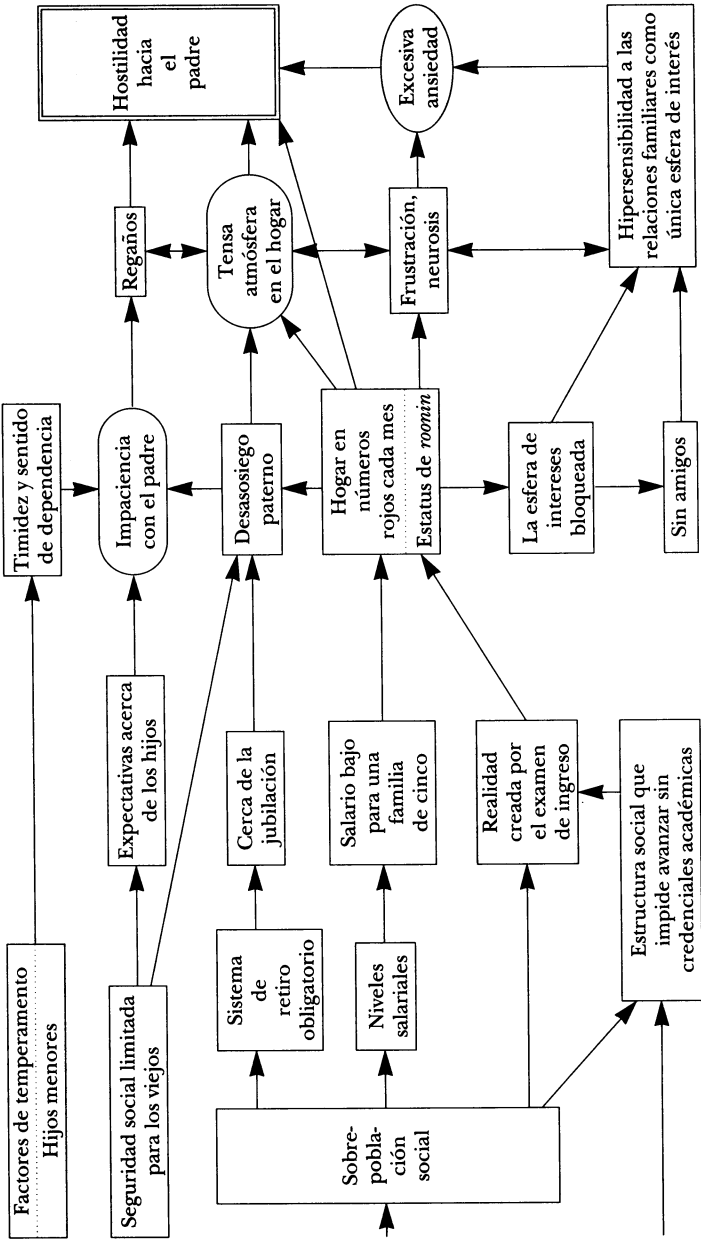 Factores de temperamento
Hijos menores
Timidez y sentido
de dependencia
Seguridad social limitada
para los viejos
Expectativas acerca
de los hijos
Impaciencia
con el padre
Regaños
Hostilidad
hacia
el
padre
Sistema
de
retiro
obligatorio
Cerca de la
jubilación
Desasosiego
paterno
Tensa
atmósfera
en el hogar
Sobre-
pobla-
ción
social
Niveles
salariales
Salario bajo
para una
familia
de cinco
Hogar en
números
rojos cada mes
Estatus de roonin
Frustración,
neurosis
Excesiva
ansiedad
Realidad
creada por
el examen
de ingreso
La esfera de
intereses
bloqueada
Estructura social que
impide avanzar sin
credenciales académicas
Sin amigos
Hipersensibilidad a las
relaciones familiares como
única esfera de interés